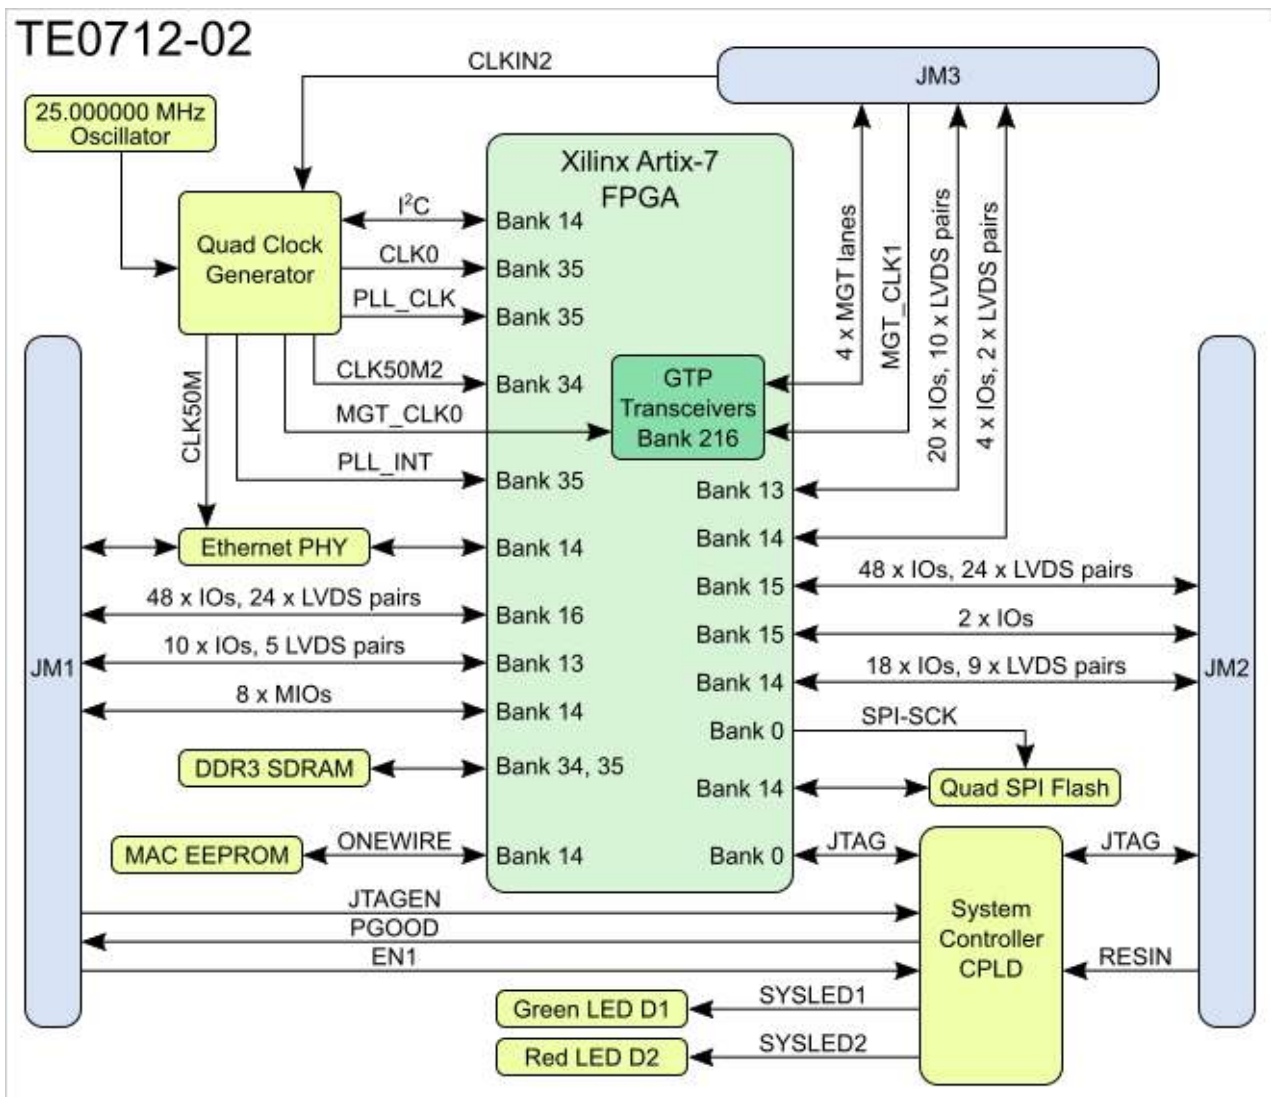 TE0712-02
CLKIN2
JM3
25.000000 MHz
Oscillator
Xilinx Artix-7
FPGA
Quad Clock
Generator
I²C
Bank 14
CLK0
Bank 35
PLL_CLK
Bank 35
CLK50M2
Bank 34
MGT_CLK0
PLL_INT
Bank 35
CLK50M
GTP
Transceivers
Bank 216
4 x MGT lanes
MGT_CLK1
20 x IOs, 10 x LVDS pairs
4 x IOs, 2 x LVDS pairs
Bank 13
Bank 14
Ethernet PHY
Bank 14
Bank 15
48 x IOs, 24 x LVDS pairs
48 x IOs, 24 x LVDS pairs
Bank 16
Bank 15
2 x IOs
10 x IOs, 5 LVDS pairs
Bank 13
JM1
Bank 14
18 x IOs, 9 x LVDS pairs
JM2
8 x MIOs
Bank 14
Bank 0
SPI-SCK
DDR3 SDRAM
Bank 34, 35
Bank 14
Quad SPI Flash
MAC EEPROM
ONEWIRE
Bank 14
Bank 0
JTAG
JTAG
JTAGEN
PGOOD
EN1
System
Controller
CPLD
RESIN
Green LED D1
SYSLED1
Red LED D2
SYSLED2